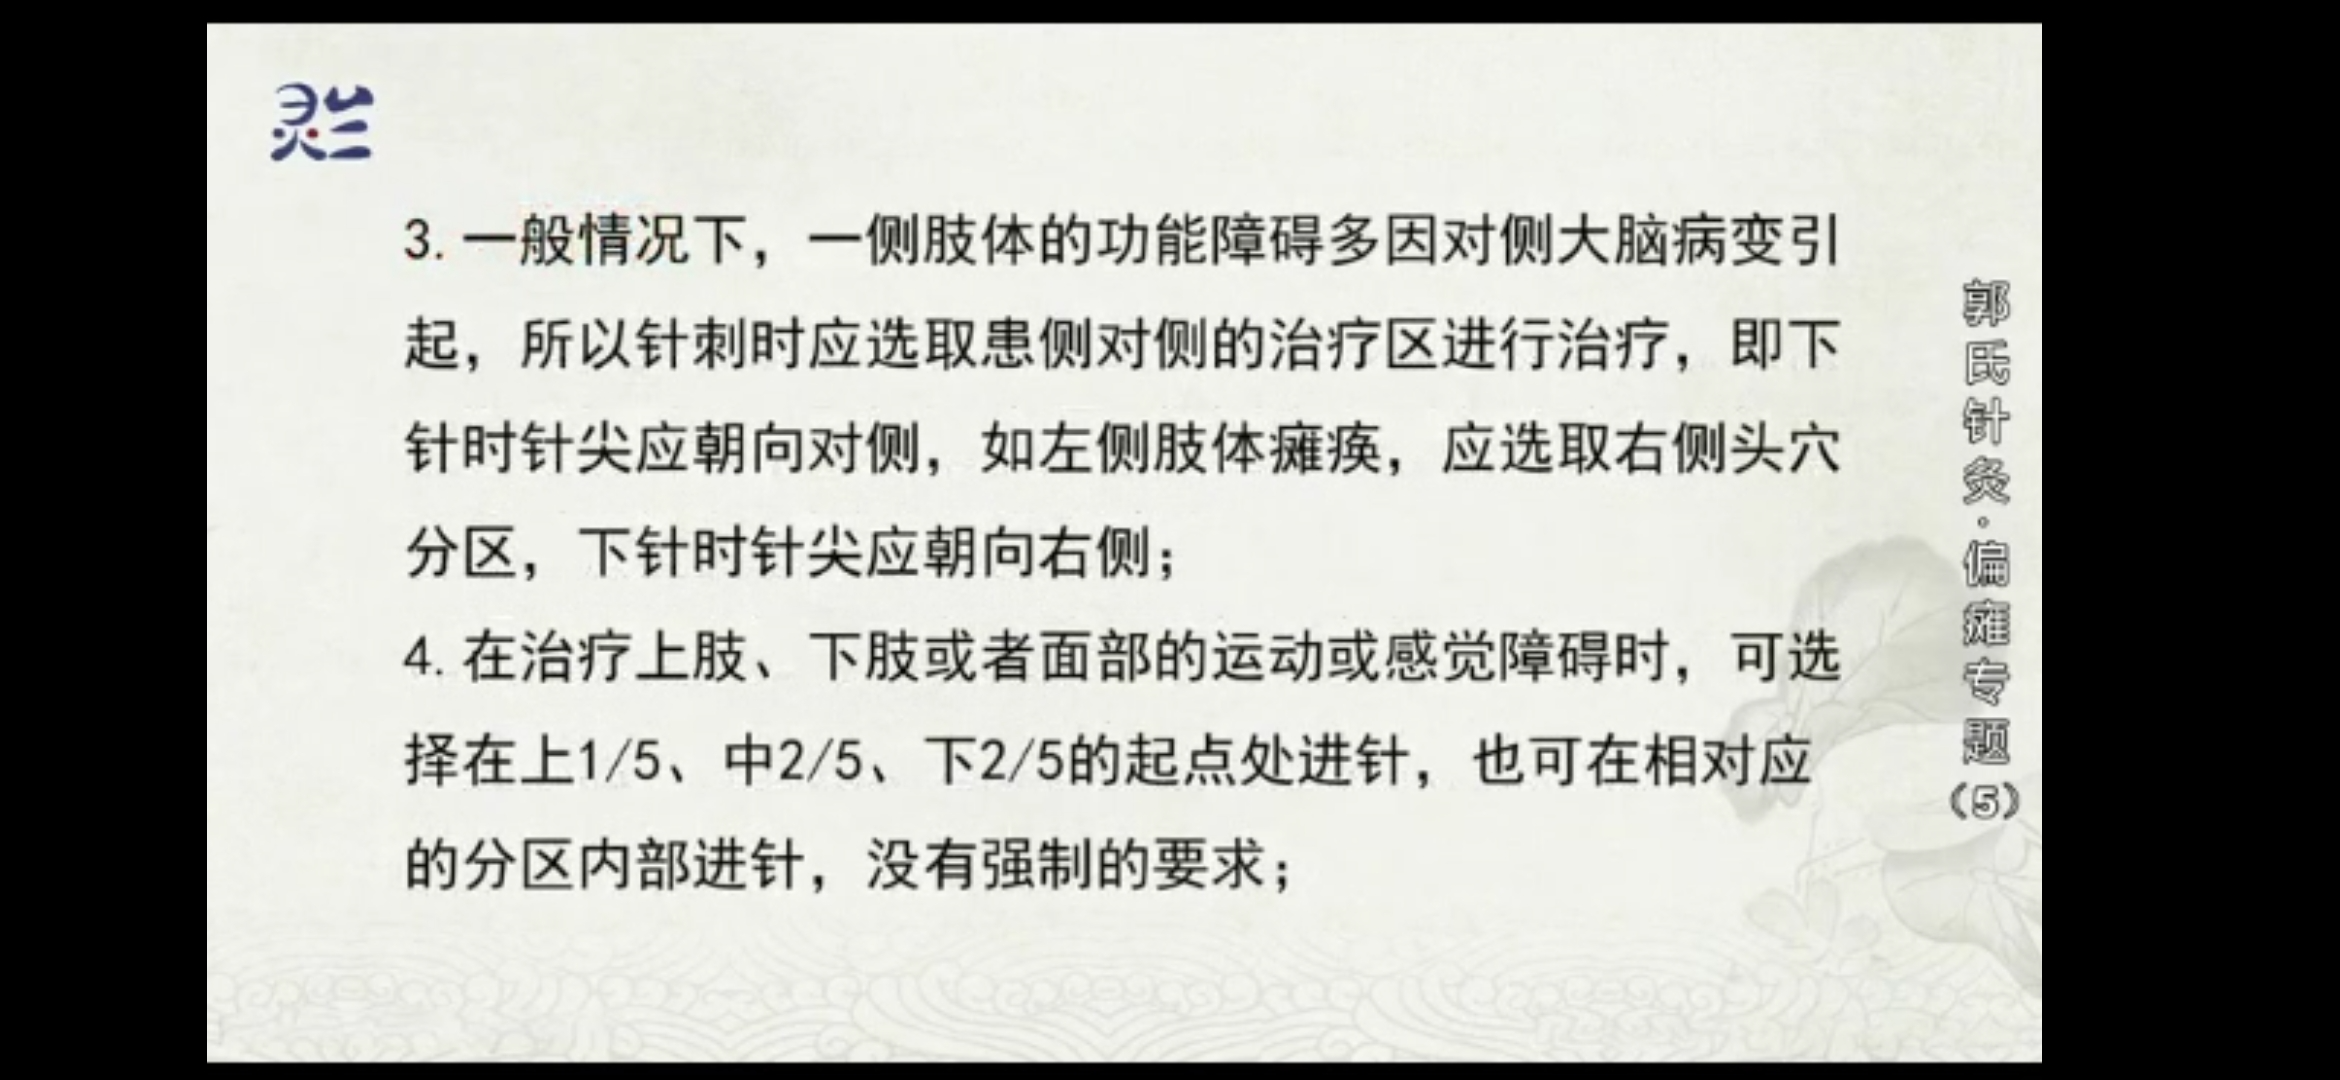 灵兰
3.一般情况下，一侧肢体的功能障碍多因对侧大脑病变引
起，所以针刺时应选取患侧对侧的治疗区进行治疗，即下
针时针尖应朝向对侧，如左侧肢体瘫痪，应选取右侧头穴
分区，下针时针尖应朝向右侧；
4.在治疗上肢、下肢或者面部的运动或感觉障碍时，可选
择在上1/5、中2/5、下2/5的起点处进针，也可在相对应
的分区内部进针，没有强制的要求；
郭氏针灸·偏瘫专题（5）